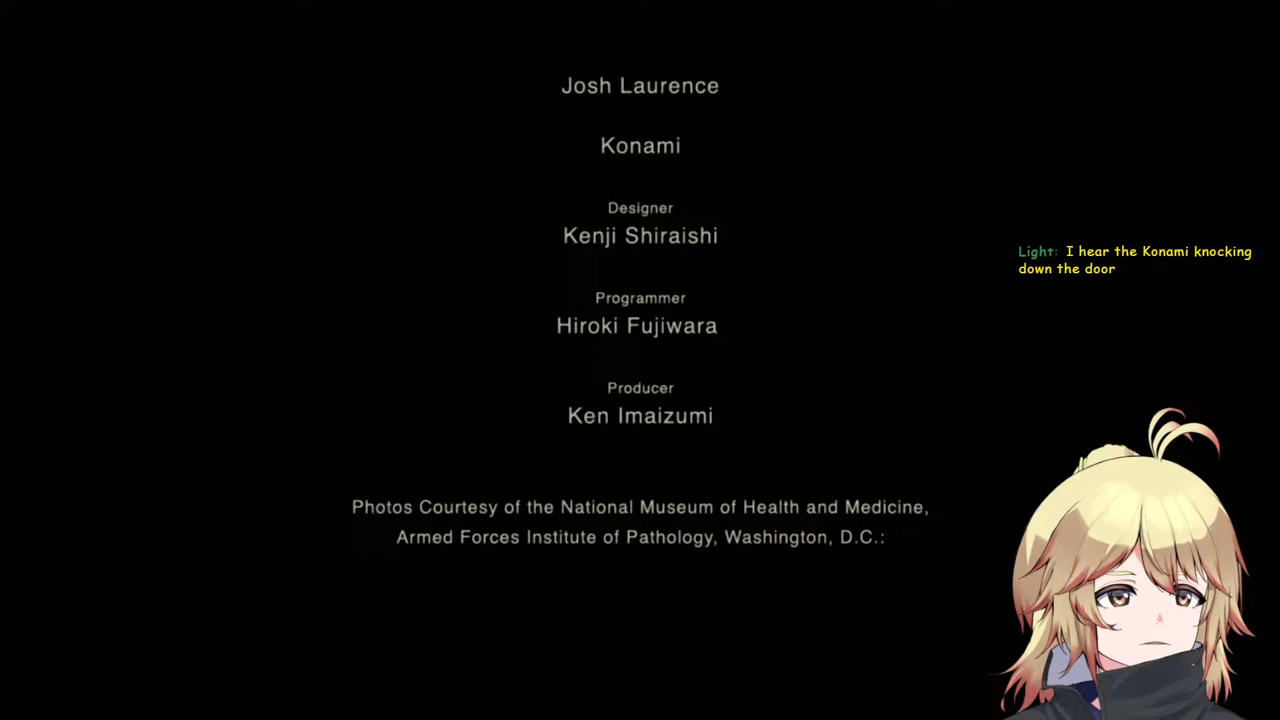 Josh Laurence
Konami
Designer
Kenji Shiraishi
Light: I hear the Konami knocking
down the door
Programmer
Hiroki Fujiwara
Producer
Ken Imaizumi
Photos Courtesy of the National Museum of Health and Medicine,
Armed Forces Institute of Pathology, Washington, D.C.: